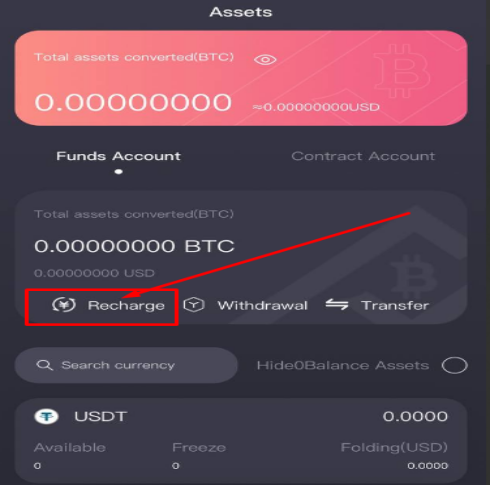 Assets
Total assets converted(BTC)
0.00000000 ≈0.00000000USD
Funds Account Contract Account
Total assets converted(BTC)
0.00000000 BTC
0.00000000 USD
Recharge Withdrawal Transfer
Search currency Hide0Balance Assets
USDT 0.0000
Available Freeze Folding(USD)
0 0 0.0000